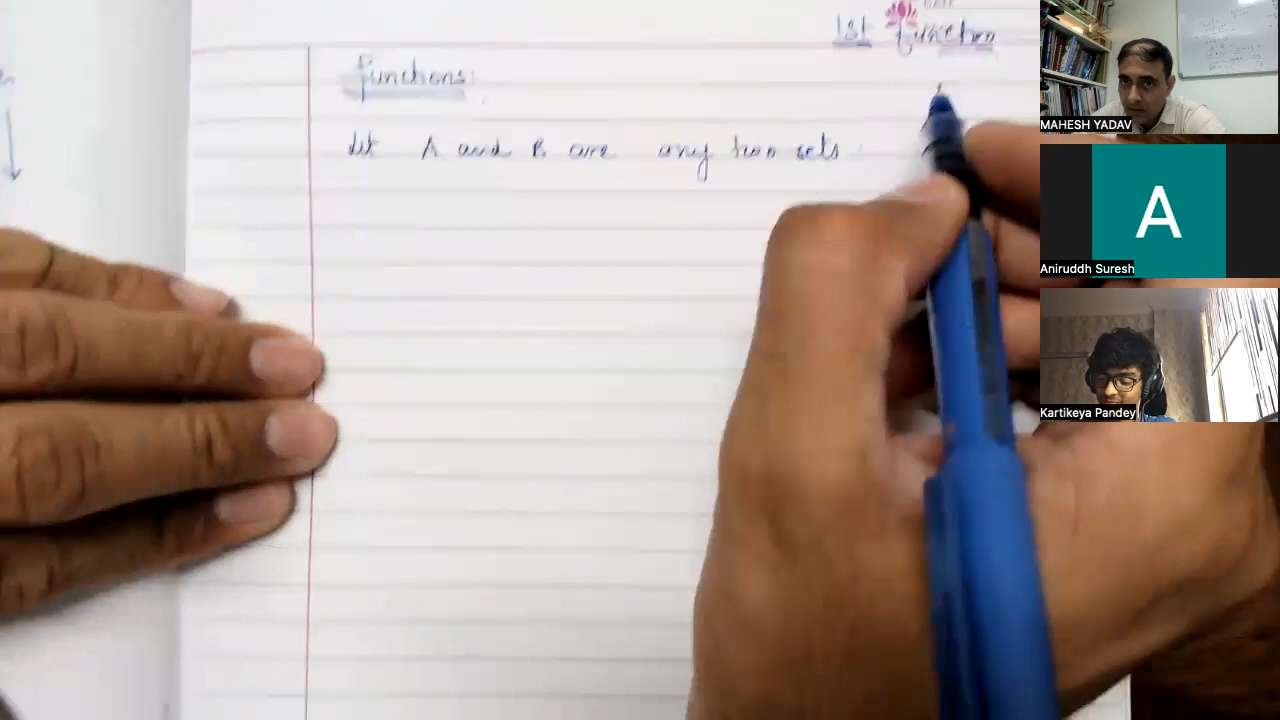 1st function
Functions:
Let A and B are any two sets.
MAHESH YADAV
A
Aniruddh Suresh
Kartikeya Pandey